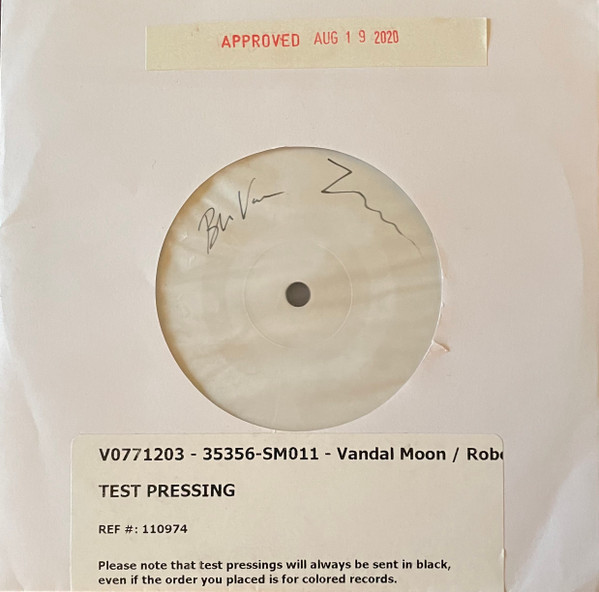 APPROVED AUG 19 2020
V0771203 - 35356-SM011 - Vandal Moon / Robe
TEST PRESSING
REF #: 110974
Please note that test pressings will always be sent in black,
even if the order you placed is for colored records.